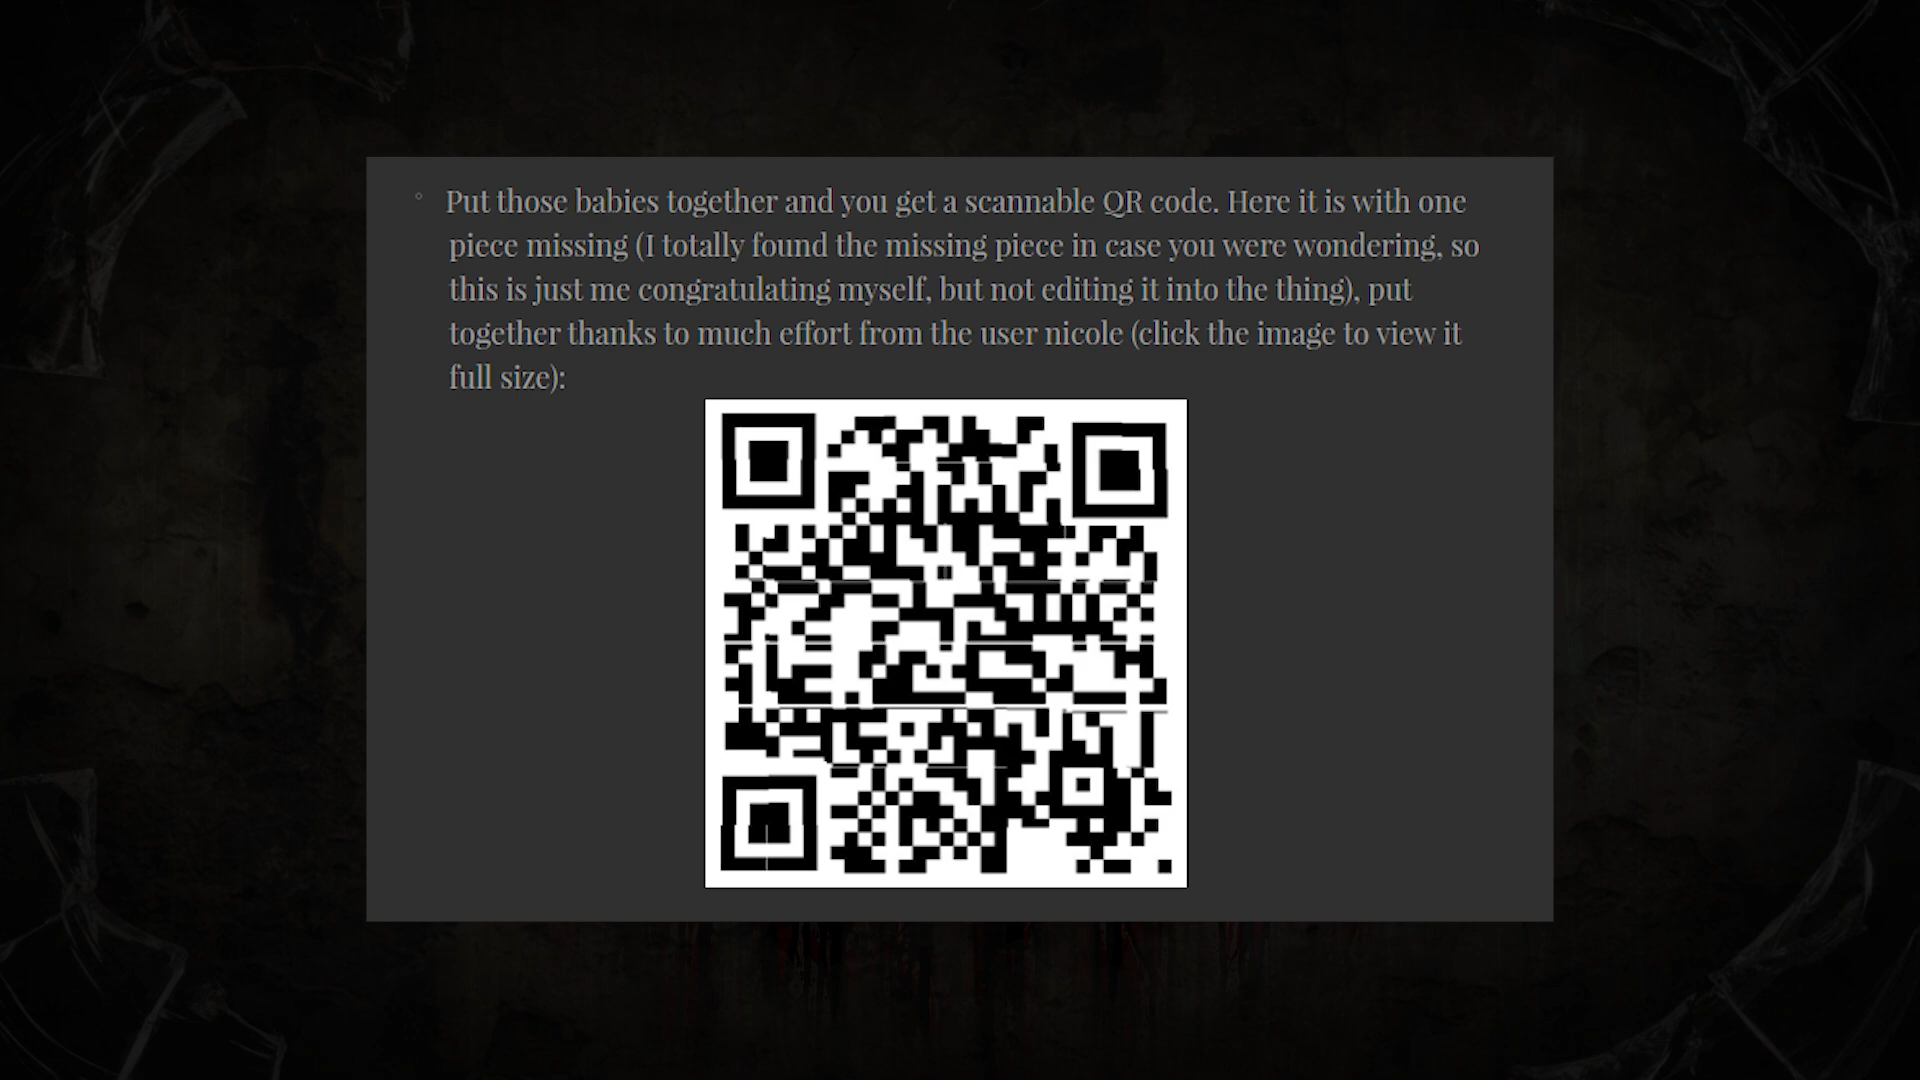 Put those babies together and you get a scannable QR code. Here it is with one
piece missing (I totally found the missing piece in case you were wondering, so
this is just me congratulating myself, but not editing it into the thing), put
together thanks to much effort from the user nicole (click the image to view it
full size):